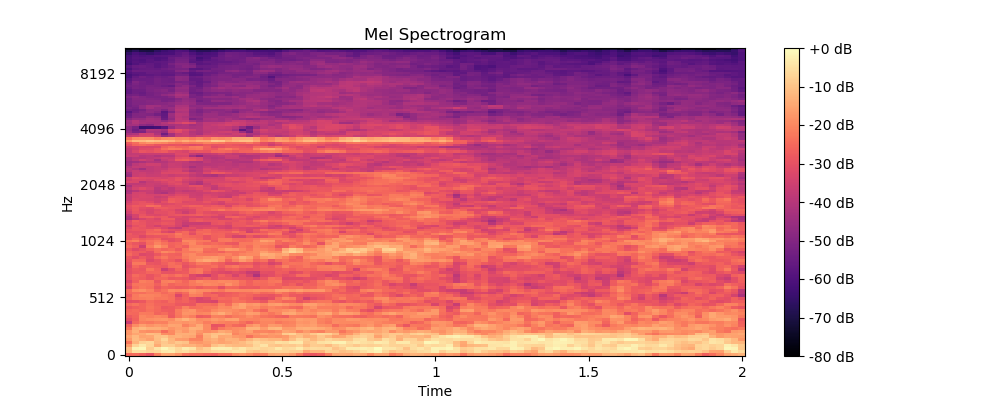 Mel Spectrogram
Hz
8192
4096
2048
1024
512
0
0
0.5
1
1.5
2
Time
+0 dB
-10 dB
-20 dB
-30 dB
-40 dB
-50 dB
-60 dB
-70 dB
-80 dB